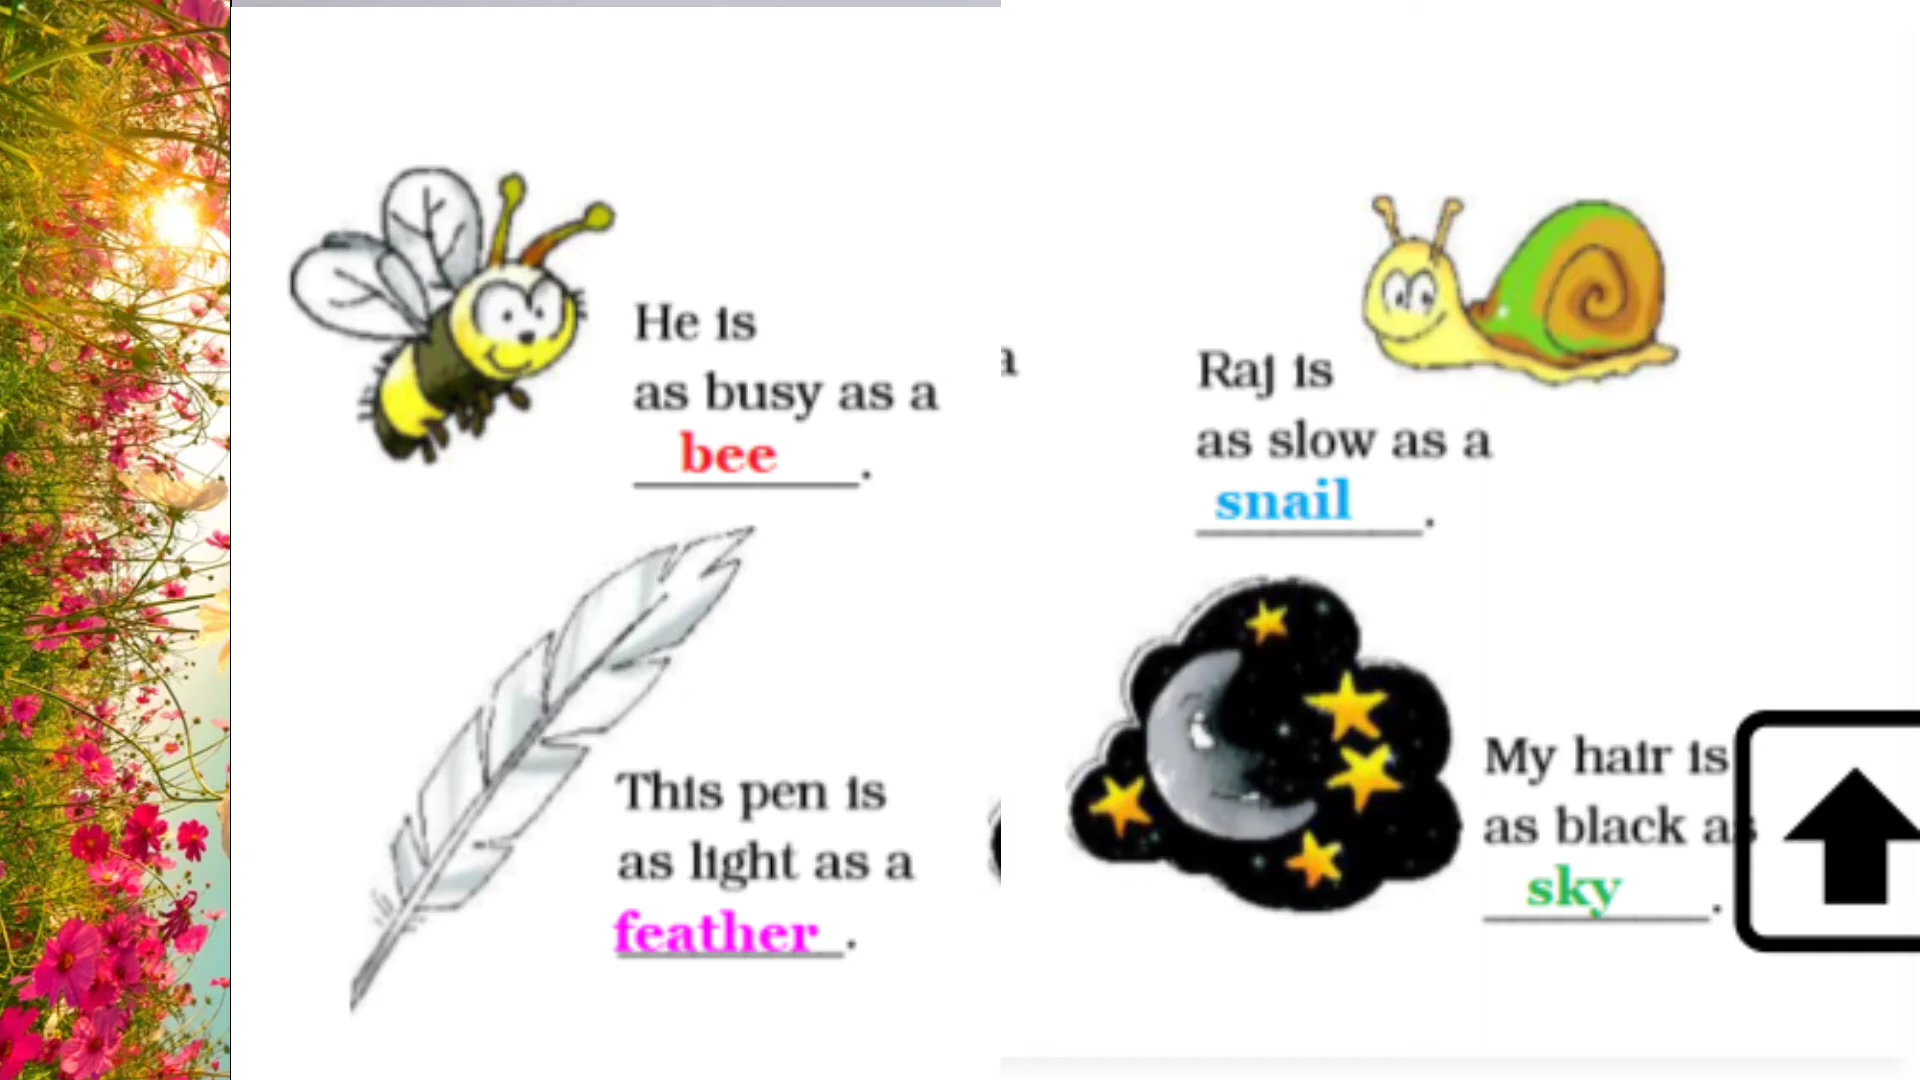 He is
as busy as a
bee.
This pen is
as light as a
feather.
a
Raj is
as slow as a
snail.
My hair is
as black as
sky.